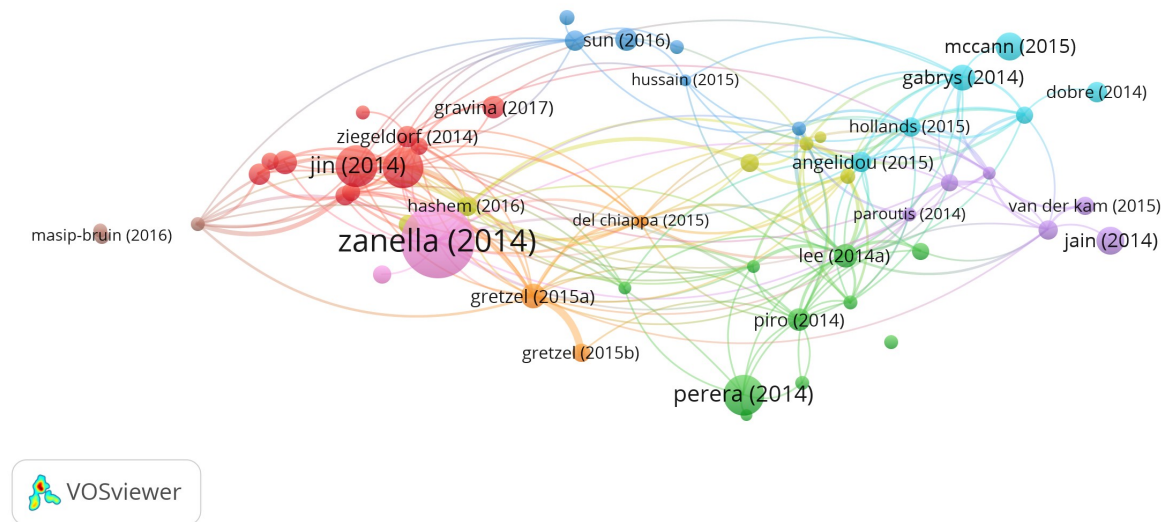 sun (2016)
mccann (2015)
hussain (2015)
gabrys (2014)
dobre (2014)
gravina (2017)
ziegeldorf (2014)
hollands (2015)
jin (2014)
angelidou (2015)
hashem (2016)
del chiappa (2015)
paroutis (2014)
van der kam (2015)
masip-bruin (2016)
zanella (2014)
jain (2014)
lee (2014a)
gretzel (2015a)
piro (2014)
gretzel (2015b)
perera (2014)
VOSviewer